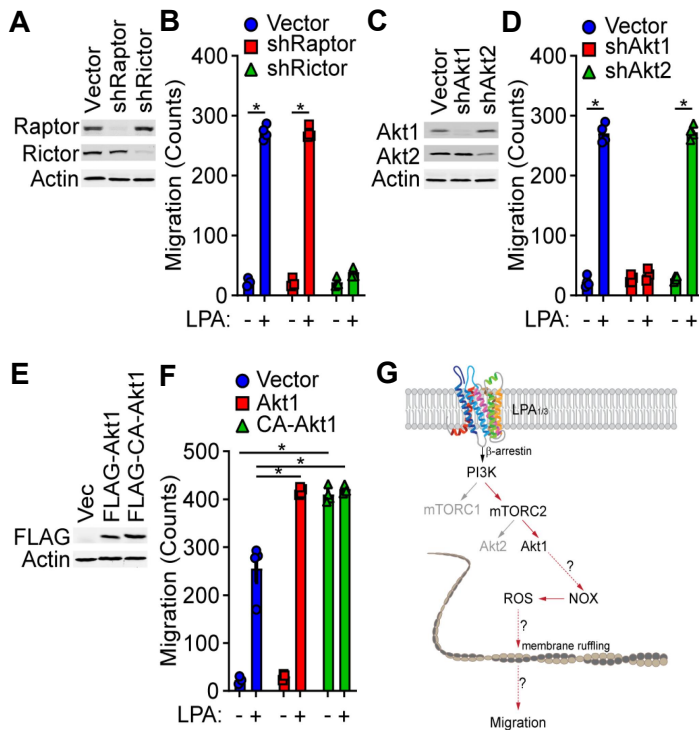 A
Vector
shRaptor
shRictor
Raptor
Rictor
Actin
B
Vector
shRaptor
shRictor
Migration (Counts)
400
300
200
100
0
* *
LPA: - + - + - +
C
Vector
shAkt1
shAkt2
Akt1
Akt2
Actin
D
Vector
shAkt1
shAkt2
Migration (Counts)
400
300
200
100
0
* *
LPA: - + - + - +
E
Vec
FLAG-Akt1
FLAG-CA-Akt1
FLAG
Actin
F
Vector
Akt1
CA-Akt1
Migration (Counts)
500
400
300
200
100
0
*
*
*
LPA: - + - + - +
G
LPA1/3
β-arrestin
PI3K
mTORC1 mTORC2
Akt2 Akt1
?
ROS NOX
?
membrane ruffling
?
Migration